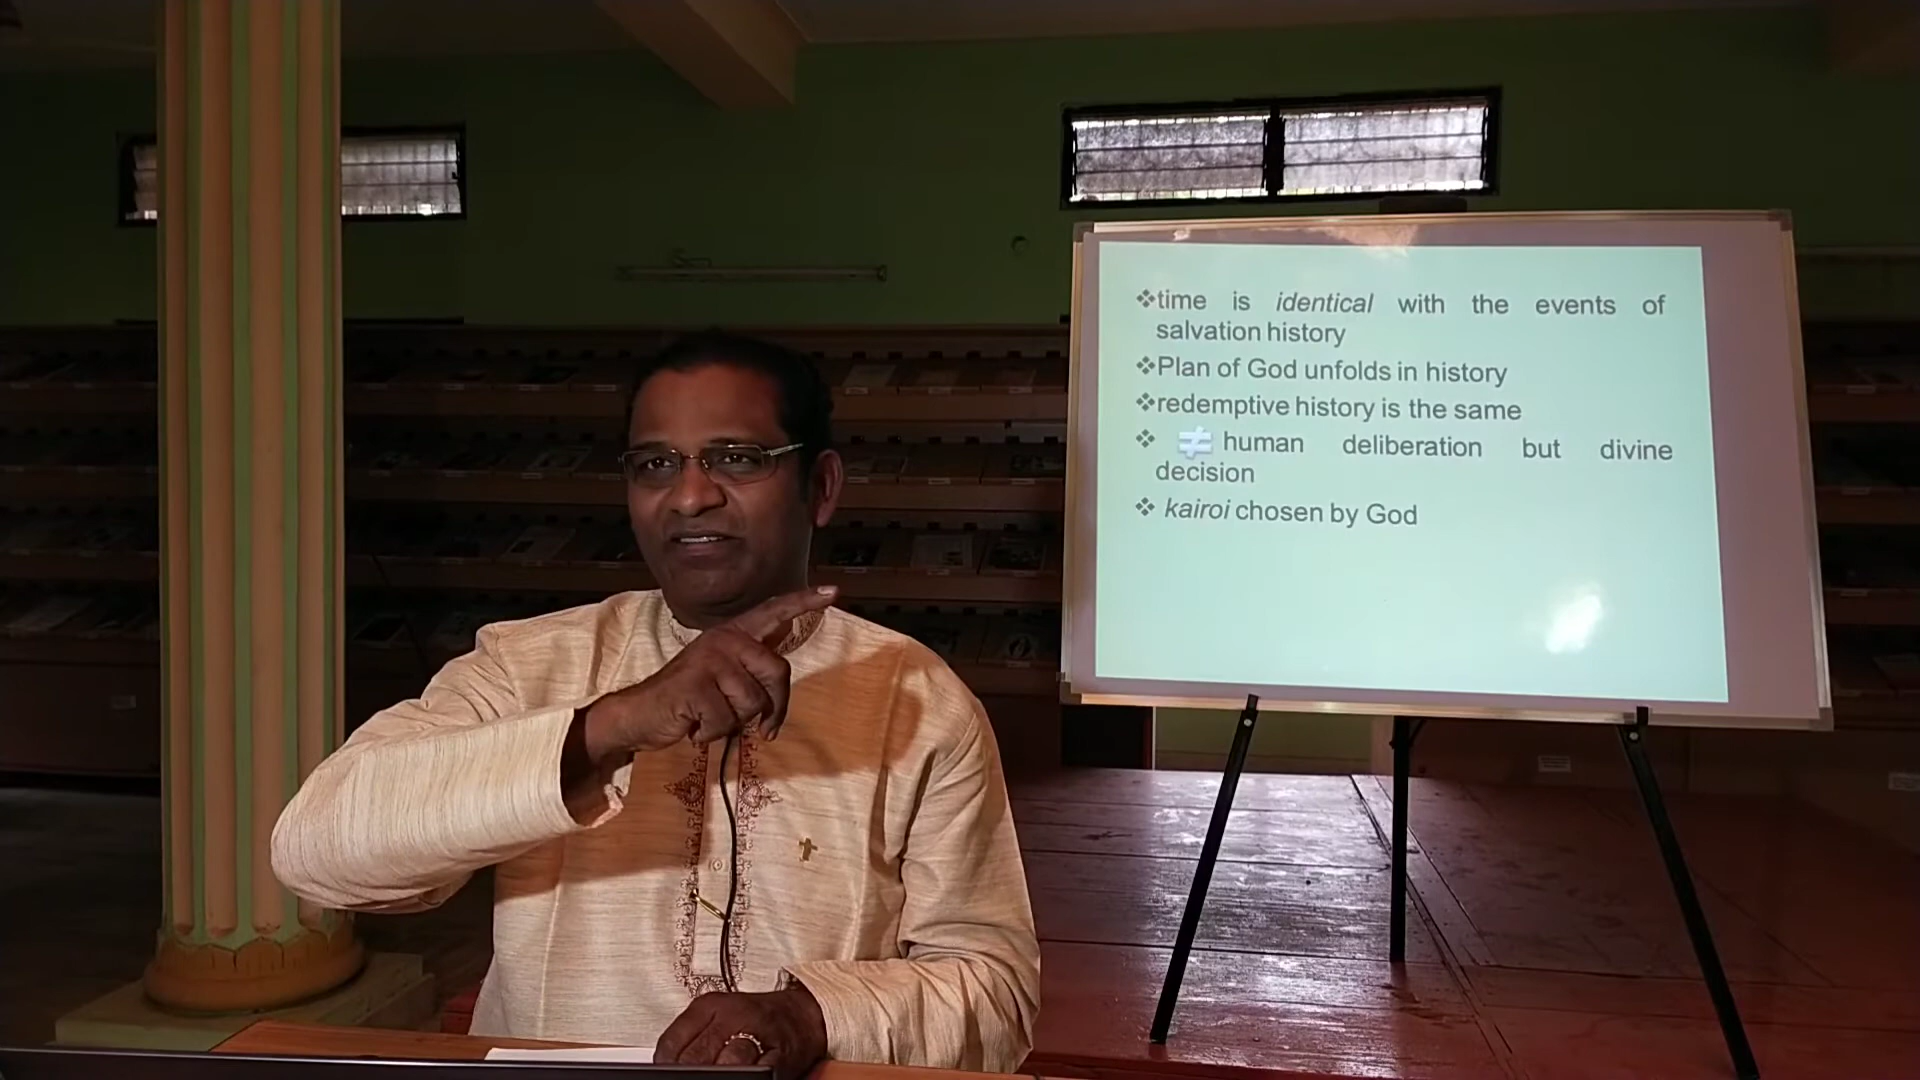 ❖time is identical with the events of
salvation history
❖Plan of God unfolds in history
❖redemptive history is the same
❖ ≠ human deliberation but divine
decision
❖ kairoi chosen by God